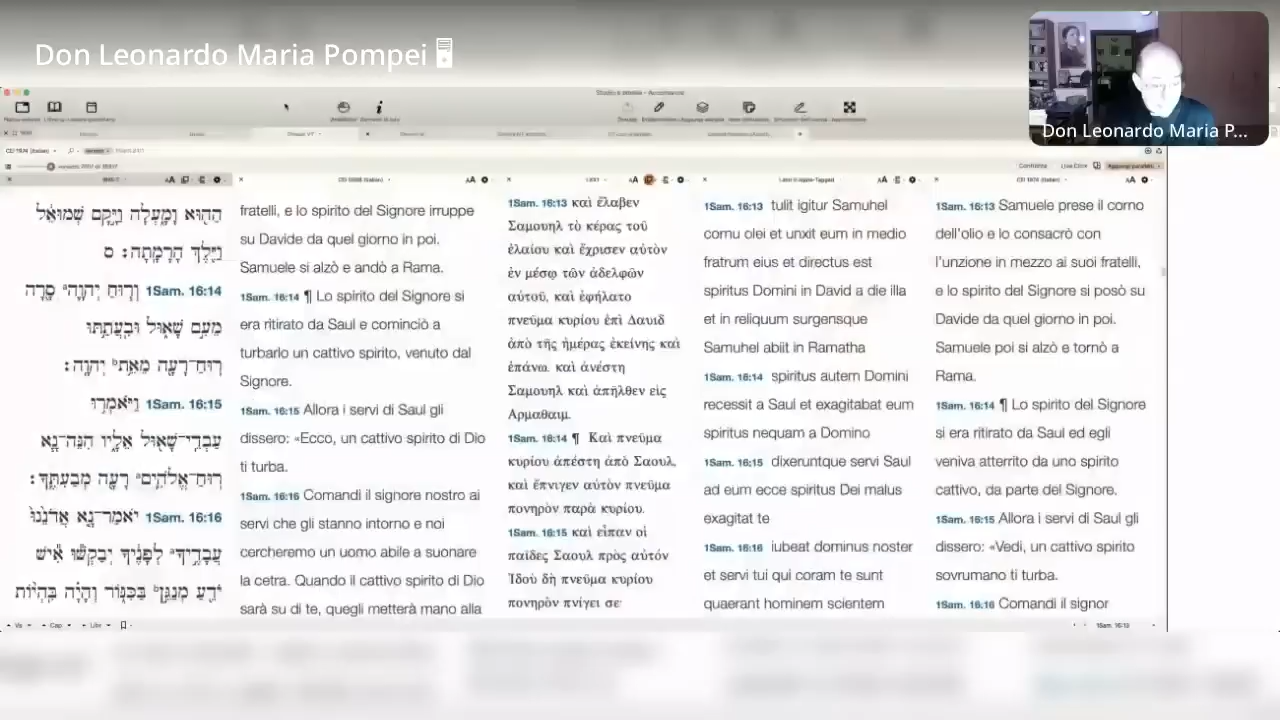 Don Leonardo Maria Pompei
Don Leonardo Maria P...
הַה֖וּא וָמָ֑עְלָה וַיָּ֣קָם שְׁמוּאֵ֔ל
וַיֵּ֖לֶךְ הָרָמָֽתָה׃ ס
1Sam. 16:14 וְר֧וּחַ יְהוָ֛ה סָ֖רָה
מֵעִ֣ם שָׁא֑וּל וּבִֽעֲתַ֥תּוּ
רֽוּחַ־רָעָ֖ה מֵאֵ֥ת יְהוָֽה׃
1Sam. 16:15 וַיֹּאמְר֥וּ
עַבְדֵֽי־שָׁא֖וּל אֵלָ֑יו הִנֵּה־נָ֧א
רֽוּחַ־אֱלֹהִ֛ים רָעָ֖ה מְבַעִתֶּֽךָ׃
1Sam. 16:16 יֹאמַר־נָ֤א אֲדֹנֵ֙נוּ֙
עֲבָדֶ֣יךָ לְפָנֶ֔יךָ יְבַקְשׁ֕וּ אִ֕ישׁ
יֹדֵ֖עַ מְנַגֵּ֣ן בַּכִּנּ֑וֹר וְהָיָ֗ה בִּֽהְי֨וֹת
fratelli, e lo spirito del Signore irruppe
su Davide da quel giorno in poi.
Samuele si alzò e andò a Rama.
1Sam. 16:14 ¶ Lo spirito del Signore si
era ritirato da Saul e cominciò a
turbarlo un cattivo spirito, venuto dal
Signore.
1Sam. 16:15 Allora i servi di Saul gli
dissero: «Ecco, un cattivo spirito di Dio
ti turba.
1Sam. 16:16 Comandi il signore nostro ai
servi che gli stanno intorno e noi
cercheremo un uomo abile a suonare
la cetra. Quando il cattivo spirito di Dio
sarà su di te, quegli metterà mano alla
1Sam. 16:13 καὶ ἔλαβεν
Σαμουηλ τὸ κέρας τοῦ
ἐλαίου καὶ ἔχρισεν αὐτὸν
ἐν μέσῳ τῶν ἀδελφῶν
αὐτοῦ, καὶ ἐφήλατο
πνεῦμα κυρίου ἐπὶ Δαυιδ
ἀπὸ τῆς ἡμέρας ἐκείνης καὶ
ἐπάνω. καὶ ἀνέστη
Σαμουηλ καὶ ἀπῆλθεν εἰς
Αρμαθαιμ.
1Sam. 16:14 ¶ Καὶ πνεῦμα
κυρίου ἀπέστη ἀπὸ Σαουλ,
καὶ ἔπνιγεν αὐτὸν πνεῦμα
πονηρὸν παρὰ κυρίου.
1Sam. 16:15 καὶ εἶπαν οἱ
παῖδες Σαουλ πρὸς αὐτόν
Ἰδοὺ δὴ πνεῦμα κυρίου
πονηρὸν πνίγει σε·
1Sam. 16:13 tulit igitur Samuhel
cornu olei et unxit eum in medio
fratrum eius et directus est
spiritus Domini in David a die illa
et in reliquum surgensque
Samuhel abiit in Ramatha
1Sam. 16:14 spiritus autem Domini
recessit a Saul et exagitabat eum
spiritus nequam a Domino
1Sam. 16:15 dixeruntque servi Saul
ad eum ecce spiritus Dei malus
exagitat te
1Sam. 16:16 iubeat dominus noster
et servi tui qui coram te sunt
quaerant hominem scientem
1Sam. 16:13 Samuele prese il corno
dell'olio e lo consacrò con
l'unzione in mezzo ai suoi fratelli,
e lo spirito del Signore si posò su
Davide da quel giorno in poi.
Samuele poi si alzò e tornò a
Rama.
1Sam. 16:14 ¶ Lo spirito del Signore
si era ritirato da Saul ed egli
veniva atterrito da uno spirito
cattivo, da parte del Signore.
1Sam. 16:15 Allora i servi di Saul gli
dissero: «Vedi, un cattivo spirito
sovrumano ti turba.
1Sam. 16:16 Comandi il signor
1Sam. 16:13